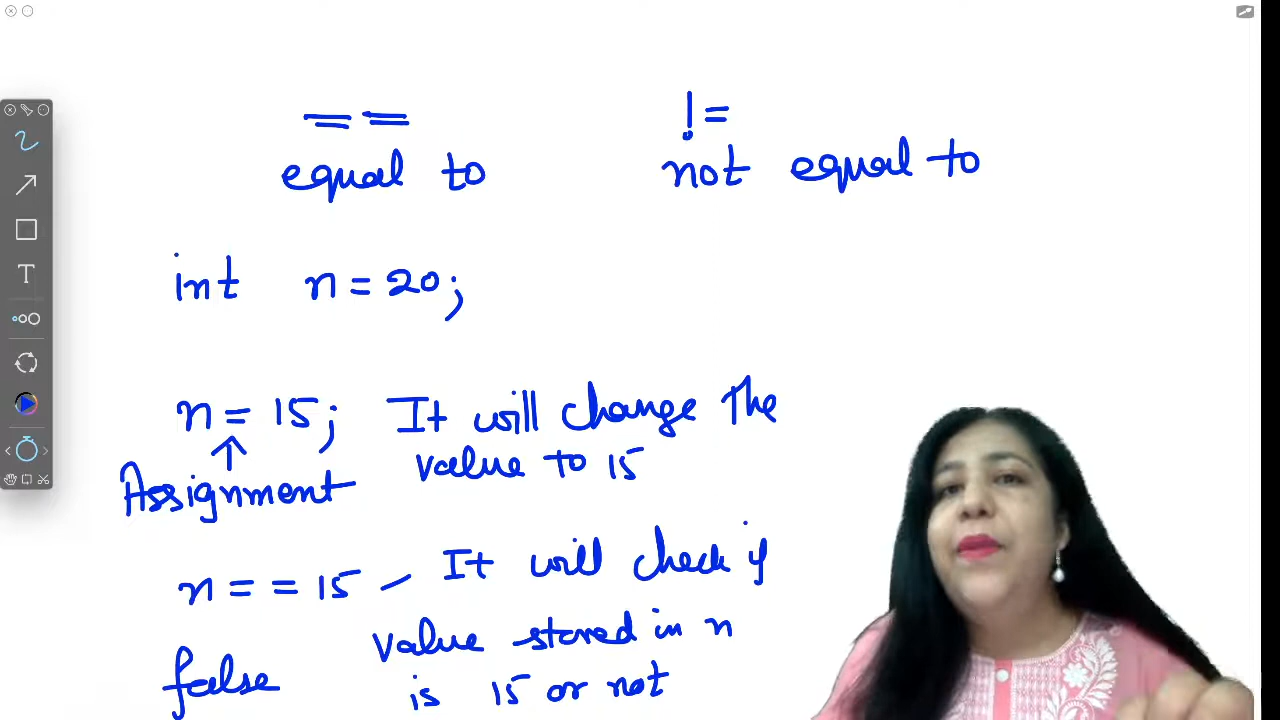 == !=
equal to not equal to
int n = 20;
n = 15; It will change the
↑ value to 15
Assignment
n == 15 - It will check if
value stored in n
false is 15 or not
T